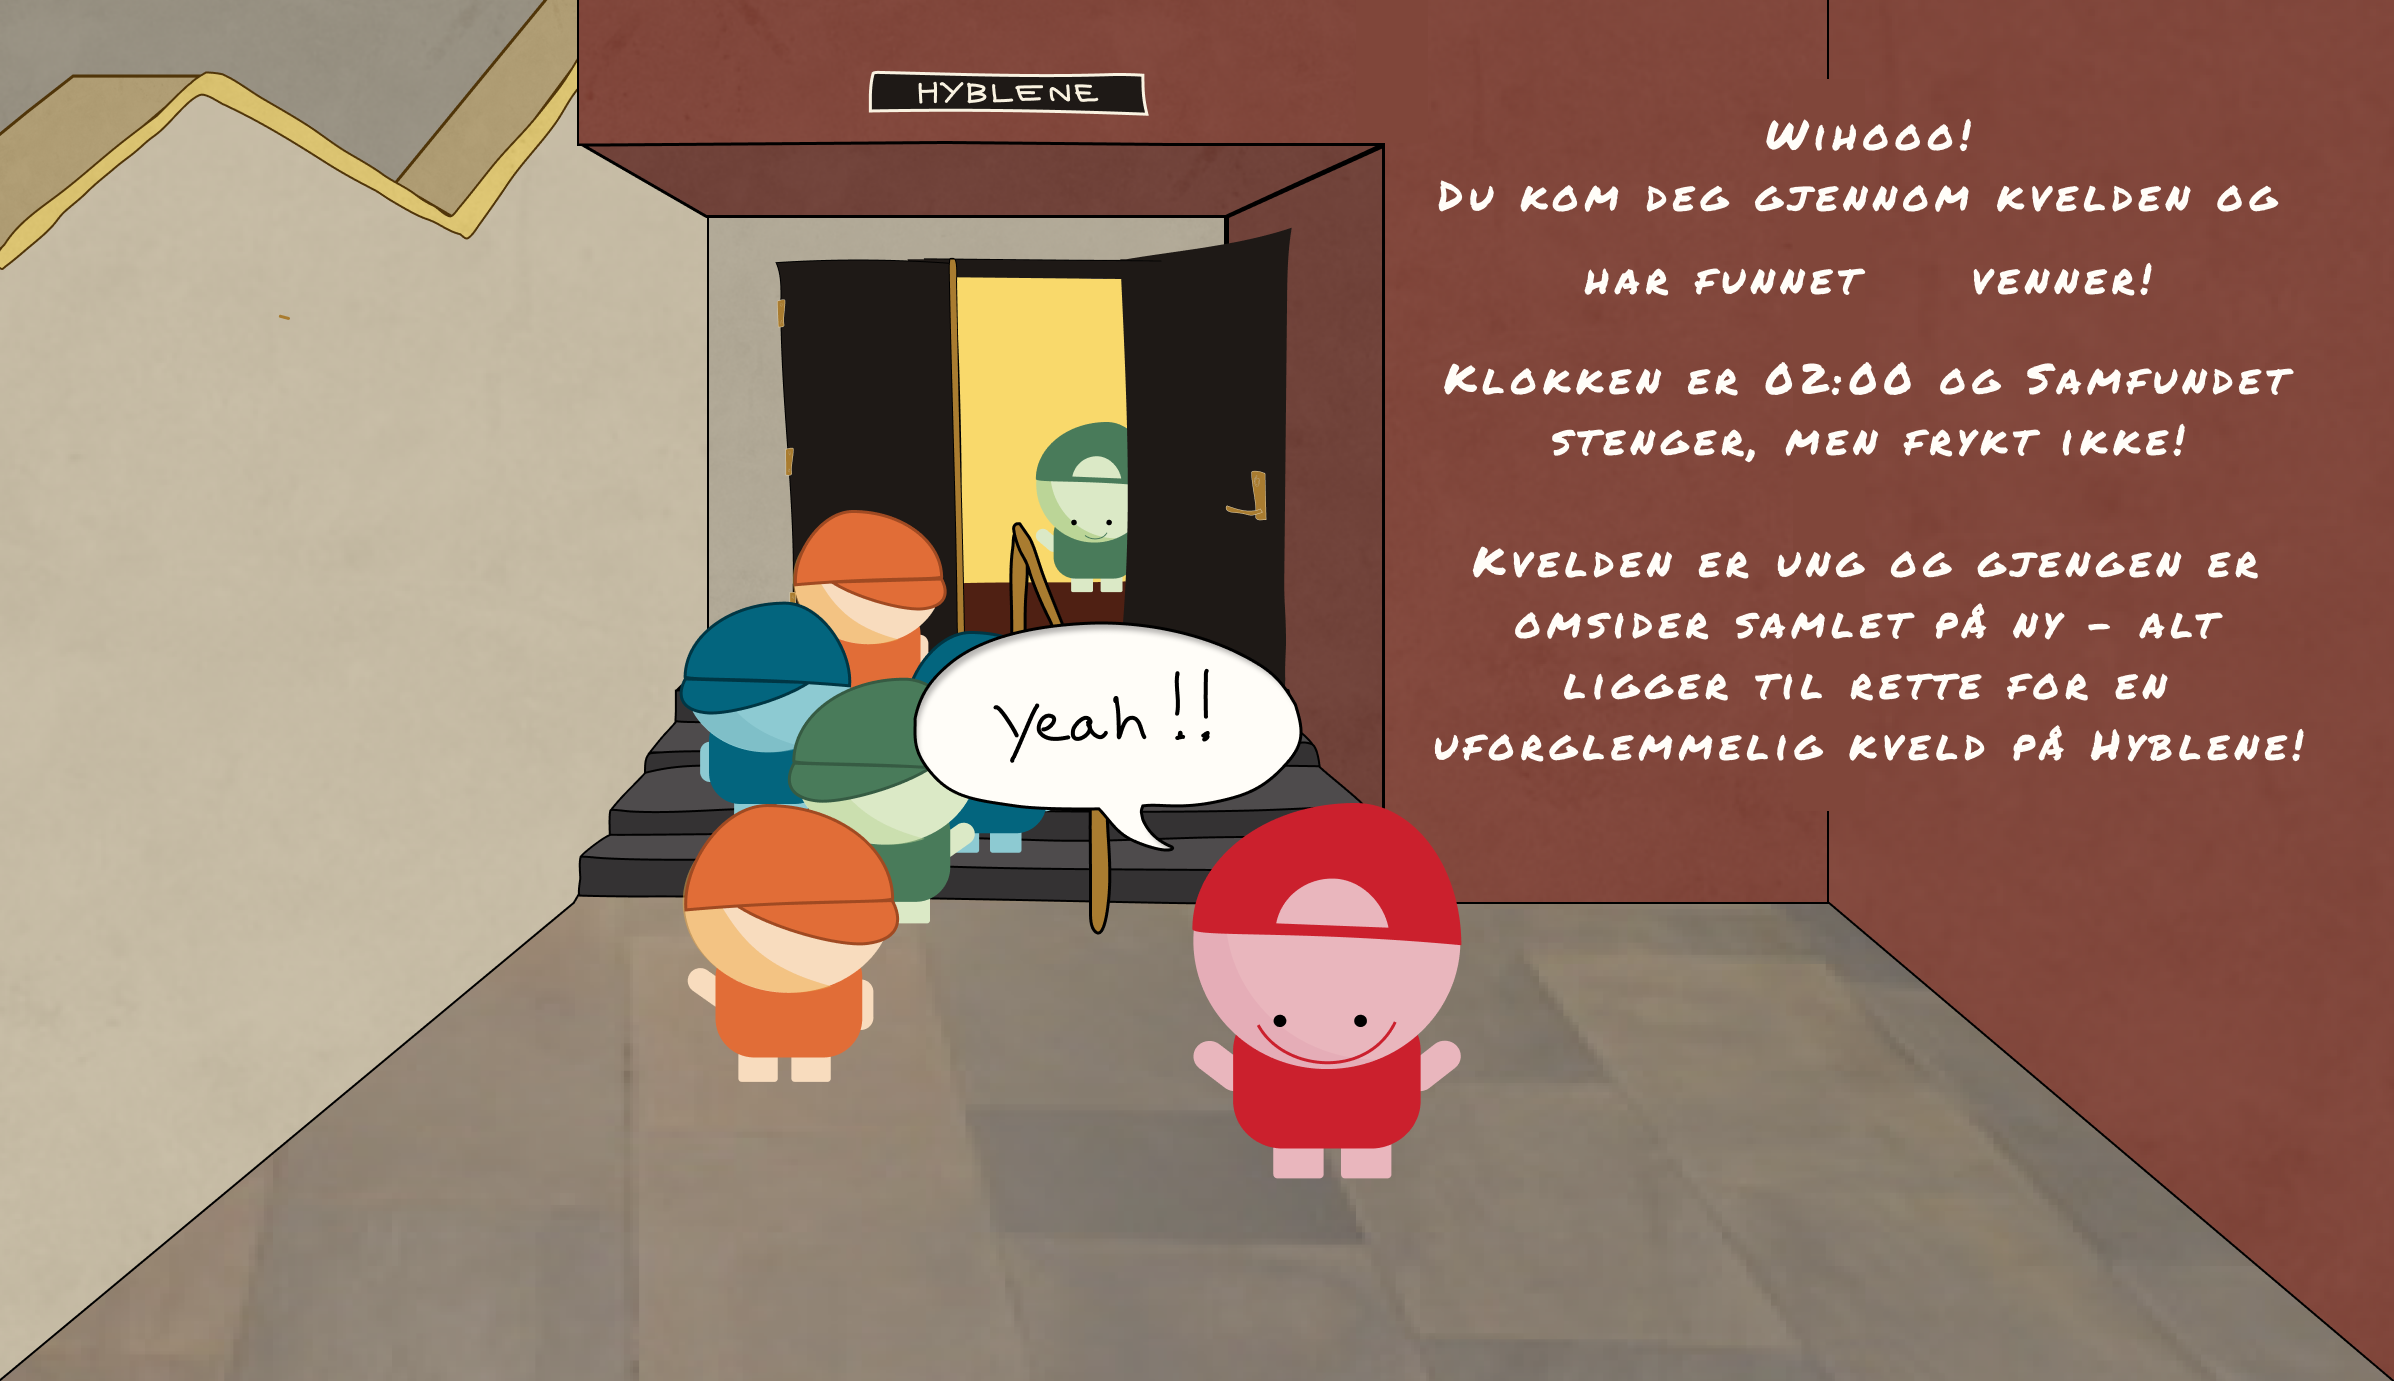 HYBLENE
Wihooo!
Du kom deg gjennom kvelden og
har funnet venner!
Klokken er 02:00 og Samfundet
stenger, men frykt ikke!
Kvelden er ung og gjengen er
omsider samlet på ny - alt
ligger til rette for en
uforglemmelig kveld på Hyblene!
yeah!!